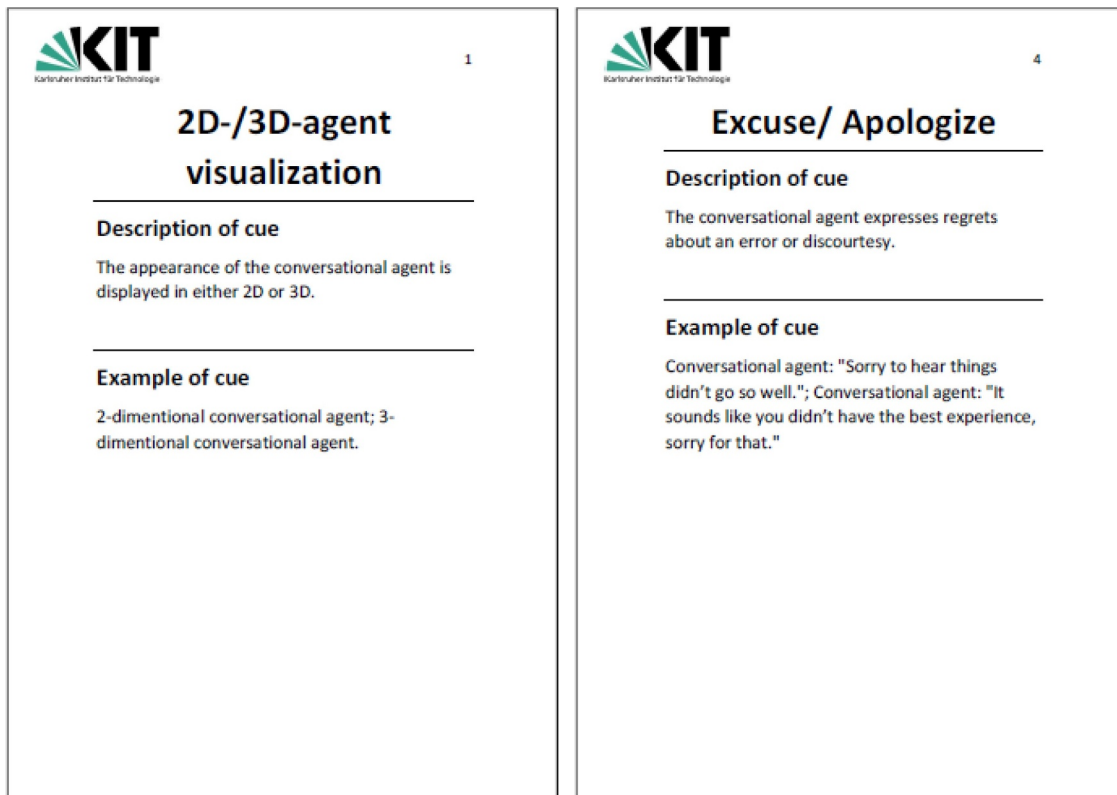 KIT
Karlsruher Institut für Technologie
1
2D-/3D-agent
visualization
Description of cue
The appearance of the conversational agent is
displayed in either 2D or 3D.
Example of cue
2-dimentional conversational agent; 3-
dimentional conversational agent.
KIT
Karlsruher Institut für Technologie
4
Excuse/ Apologize
Description of cue
The conversational agent expresses regrets
about an error or discourtesy.
Example of cue
Conversational agent: "Sorry to hear things
didn’t go so well."; Conversational agent: "It
sounds like you didn’t have the best experience,
sorry for that."